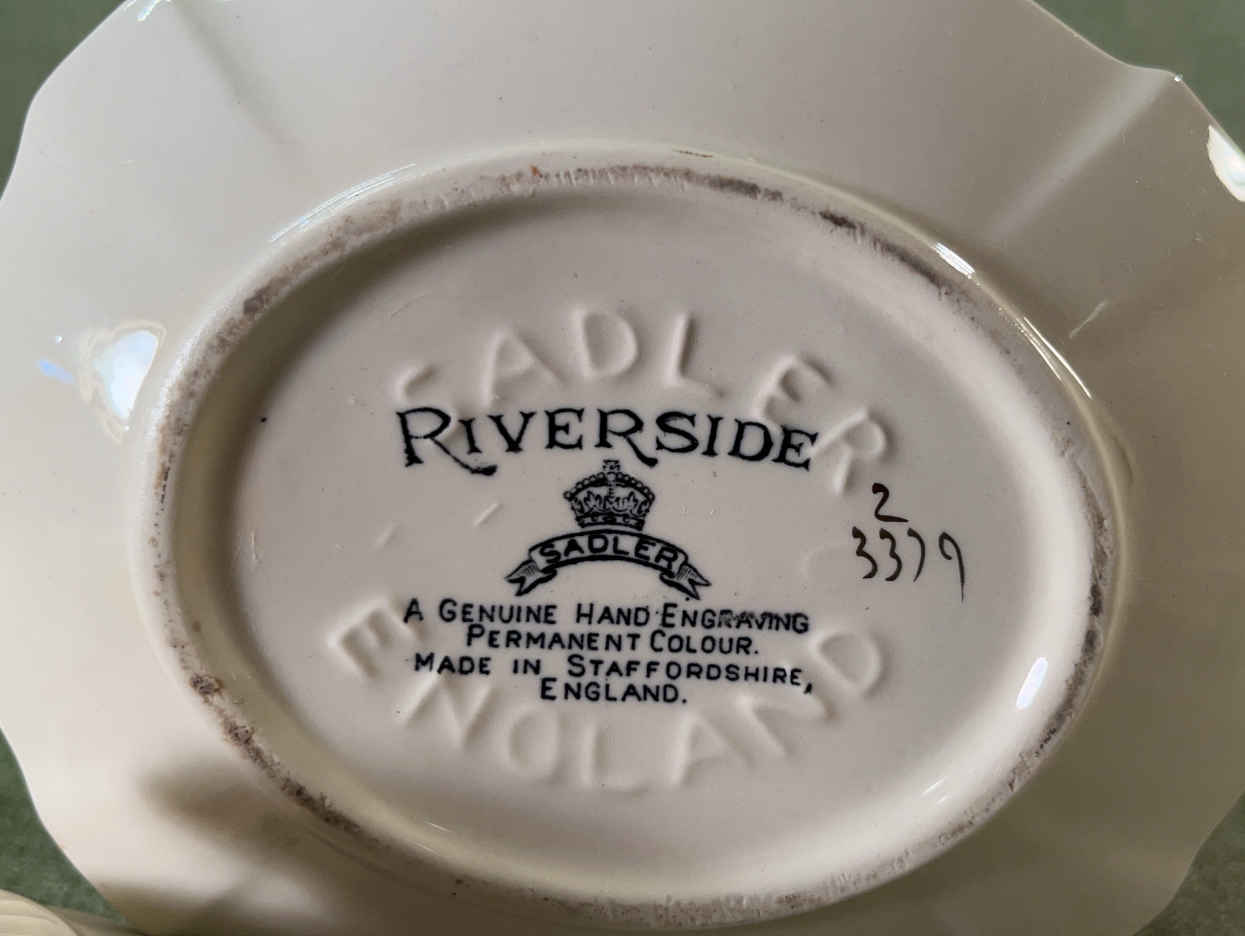 SADLER
RIVERSIDE
SADLER
2
3379
A GENUINE HAND ENGRAVING
PERMANENT COLOUR.
MADE IN STAFFORDSHIRE,
ENGLAND.
ENGLAND